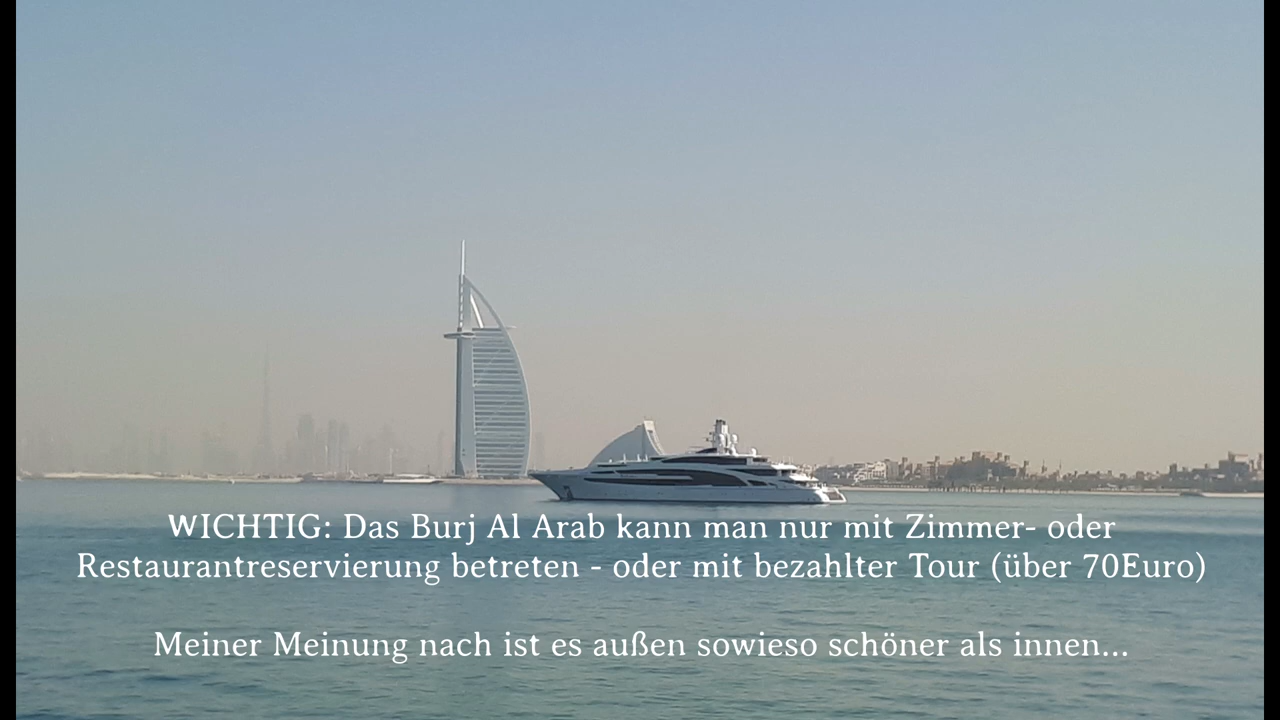 WICHTIG: Das Burj Al Arab kann man nur mit Zimmer- oder
Restaurantreservierung betreten - oder mit bezahlter Tour (über 70Euro)
Meiner Meinung nach ist es außen sowieso schöner als innen...